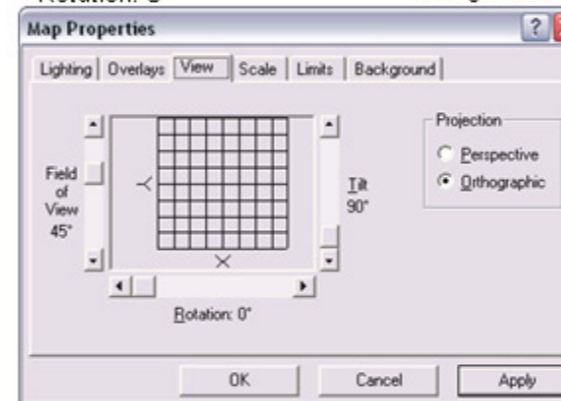 Map Properties
Lighting Overlays View Scale Limits Background
Projection
Perspective
Orthographic
Field
of
View
45°
Y
X
Tilt
90°
Rotation: 0°
OK Cancel Apply